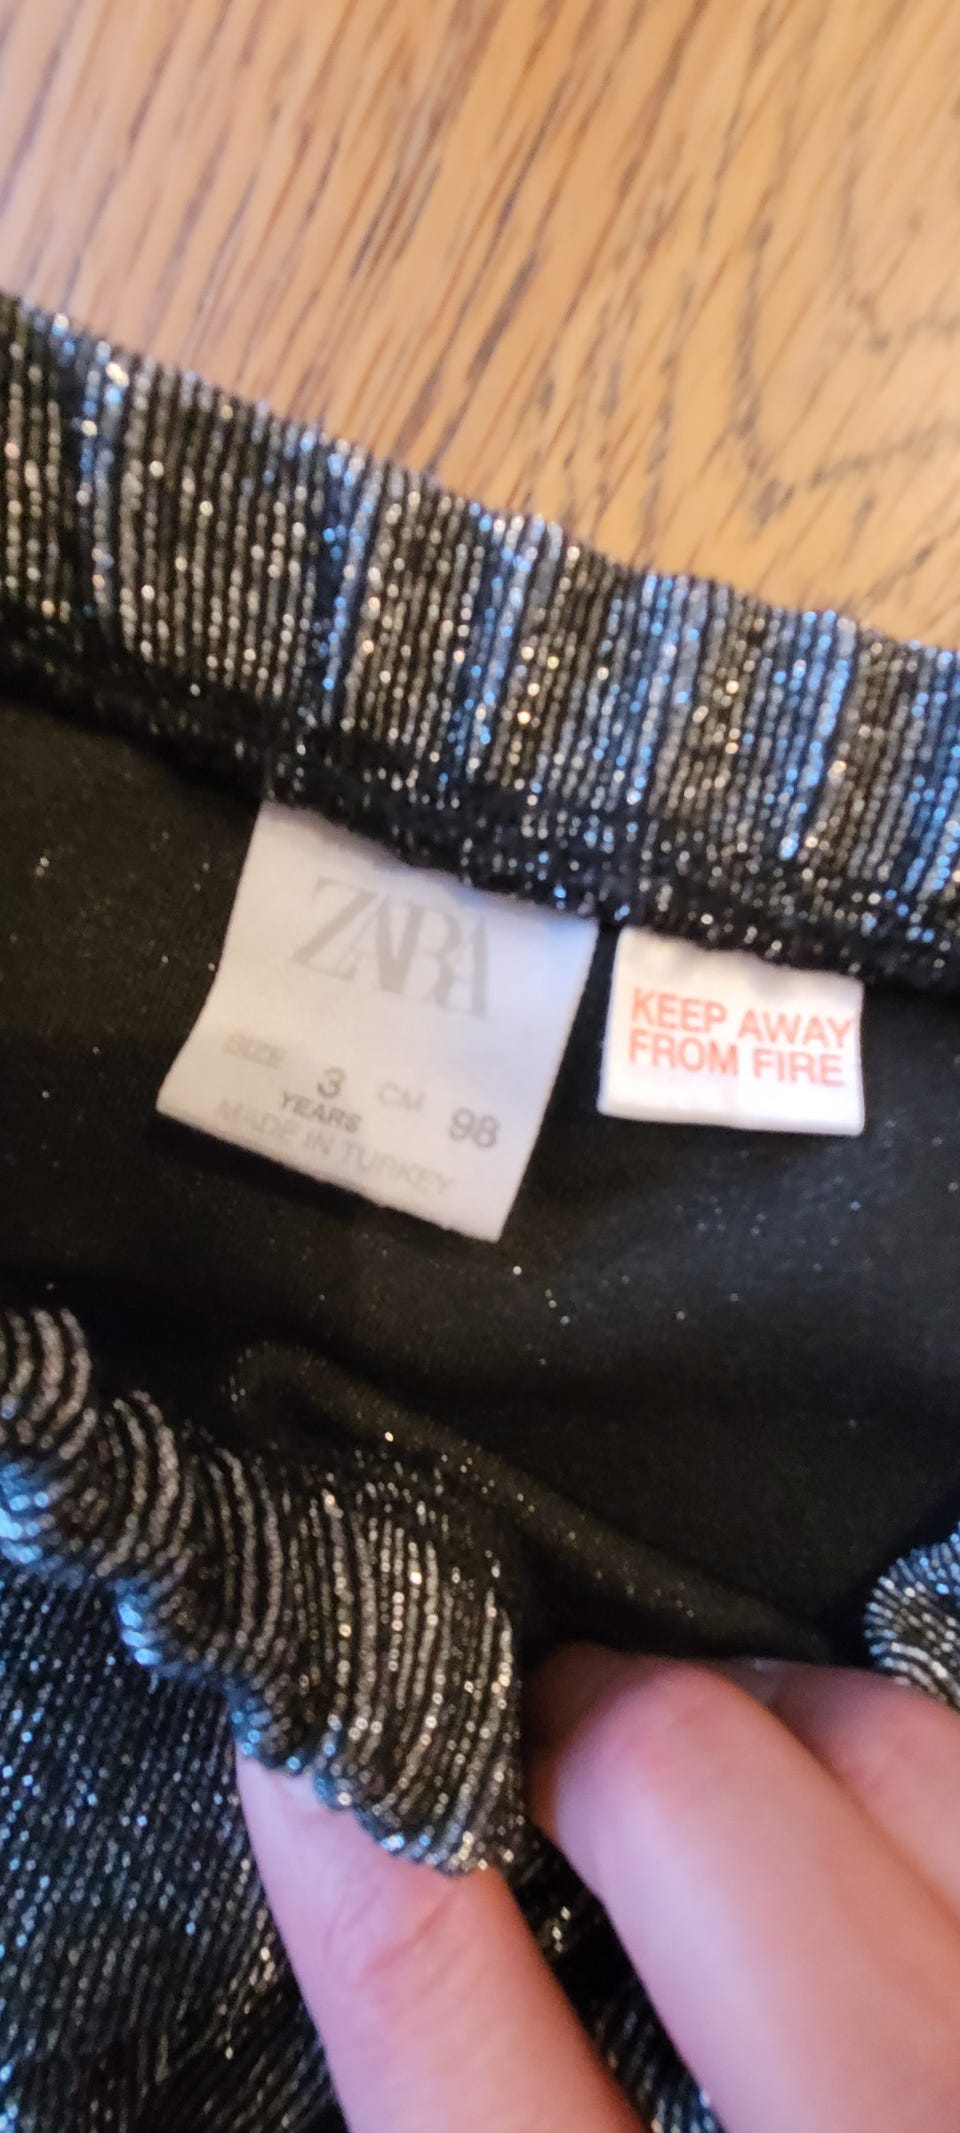 ZARA
SIZE 3 CM 98
YEARS
MADE IN TURKEY
KEEP AWAY
FROM FIRE